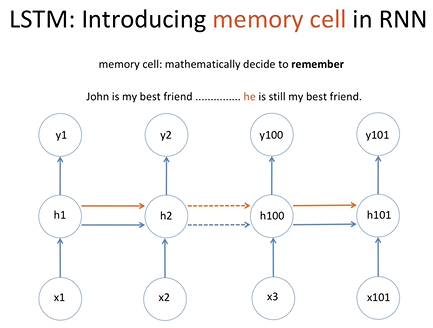 LSTM: Introducing memory cell in RNN
memory cell: mathematically decide to remember
John is my best friend ............... he is still my best friend.
y1 y2 y100 y101
h1 h2 h100 h101
x1 x2 x3 x101